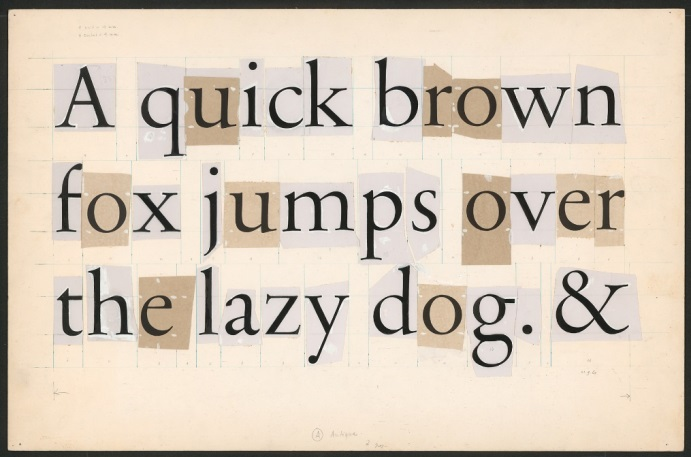 A quick brown
fox jumps over
the lazy dog. &